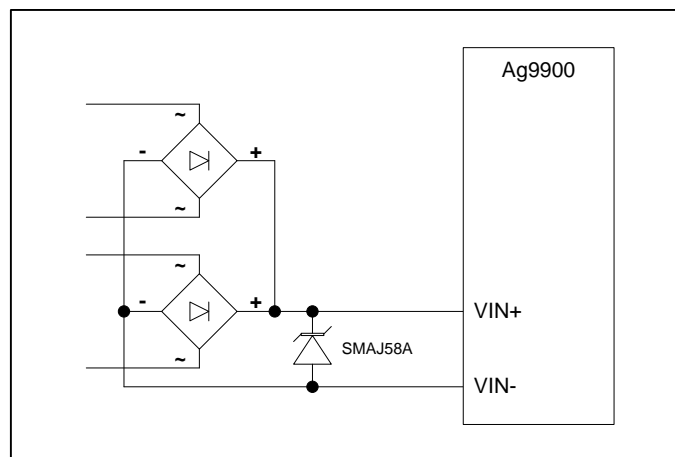 Ag9900
~
- +
~
~
- +
~
VIN+
SMAJ58A
VIN-